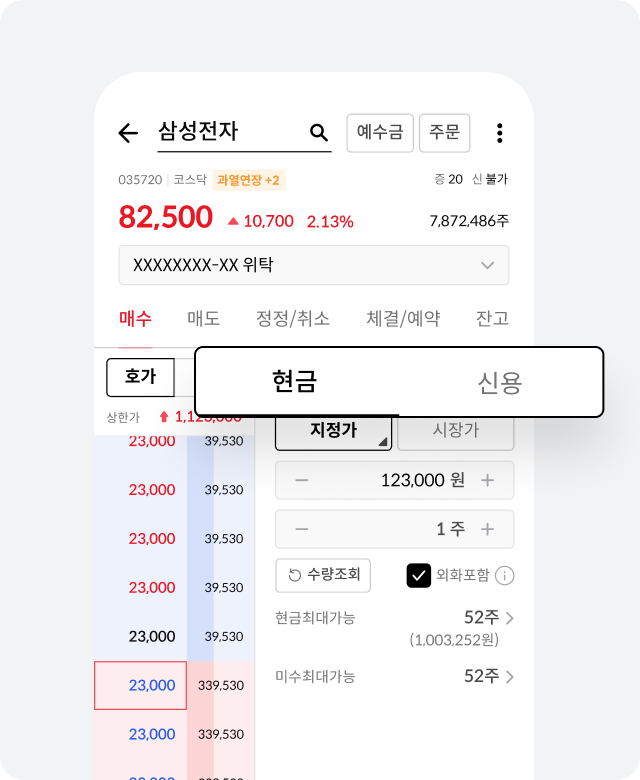 삼성전자 예수금 주문
035720 코스닥 과열연장 +2 증 20 신 불가
82,500 ▲ 10,700 2.13% 7,872,486주
XXXXXXXX-XX 위탁
매수 매도 정정/취소 체결/예약 잔고
현금 신용
호가
상한가
지정가 시장가
23,000 39,530
123,000 원
23,000 39,530
1 주
23,000 39,530
수량조회 외화포함
23,000 39,530
현금최대가능 52주
(1,003,252원)
23,000 39,530
미수최대가능 52주
23,000 339,530
23,000 339,530